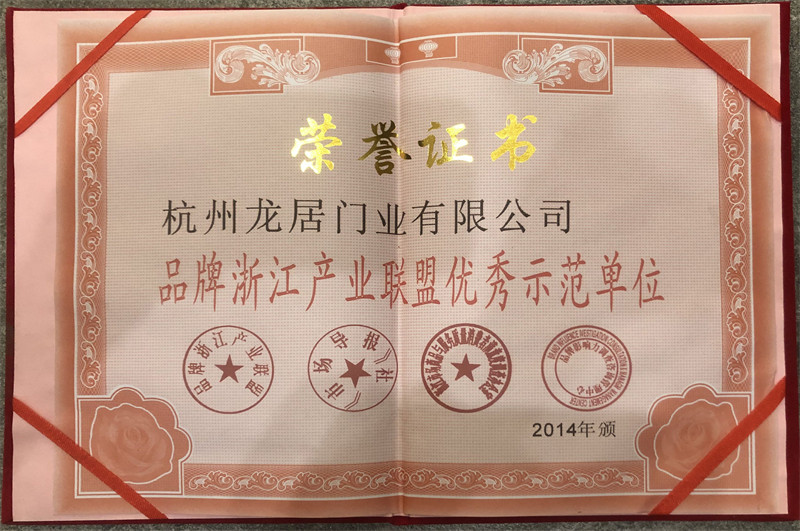 荣誉证书
杭州龙居门业有限公司
品牌浙江产业联盟优秀示范单位
品牌浙江产业联盟
《市场导报》社
2014年颁